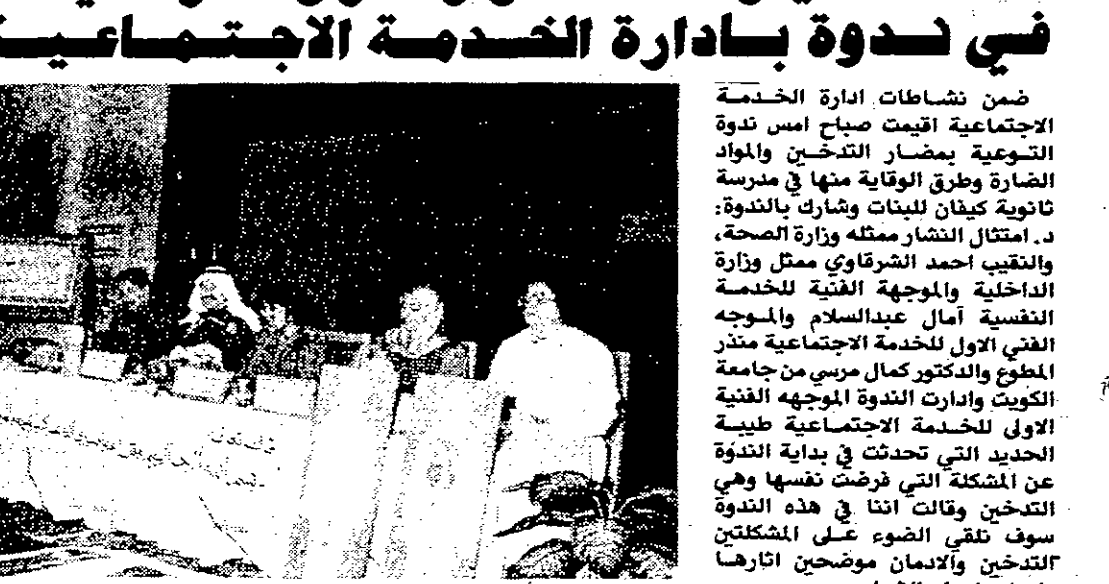 في ندوة بادارة الخدمة الاجتماعية
ضمن نشاطات ادارة الخدمة
الاجتماعية اقيمت صباح امس ندوة
التوعية بمضار التدخين والمواد
الضارة وطرق الوقاية منها في مدرسة
ثانوية كيفان للبنات وشارك بالندوة:
د. امتثال النشار ممثله وزارة الصحة،
والنقيب احمد الشرقاوي ممثل وزارة
الداخلية والموجهة الفنية للخدمة
النفسية آمال عبدالسلام والموجه
الفني الاول للخدمة الاجتماعية منذر
المطوع والدكتور كمال مرسي من جامعة
الكويت وادارت الندوة الموجهه الفنية
الاولى للخدمة الاجتماعية طيبة
الحديد التي تحدثت في بداية الندوة
عن المشكلة التي فرضت نفسها وهي
التدخين وقالت اننا في هذه الندوة
سوف نلقي الضوء على المشكلتين
التدخين والادمان موضحين اثارها